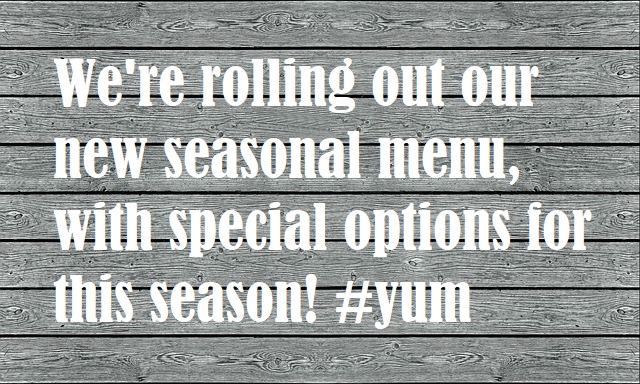 We're rolling out our
new seasonal menu,
with special options for
this season! #yum